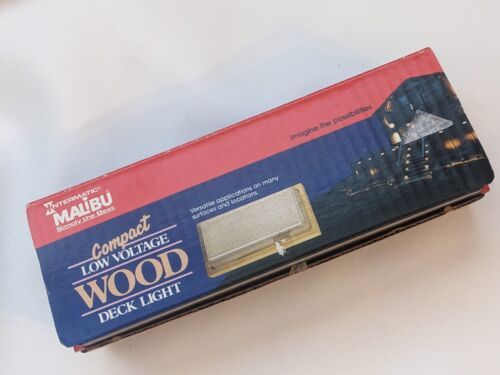 INTERMATIC®
MALIBU
Simply the Best
Compact
LOW VOLTAGE
WOOD
DECK LIGHT
Versatile applications on many
surfaces and locations.
Imagine the possibilities